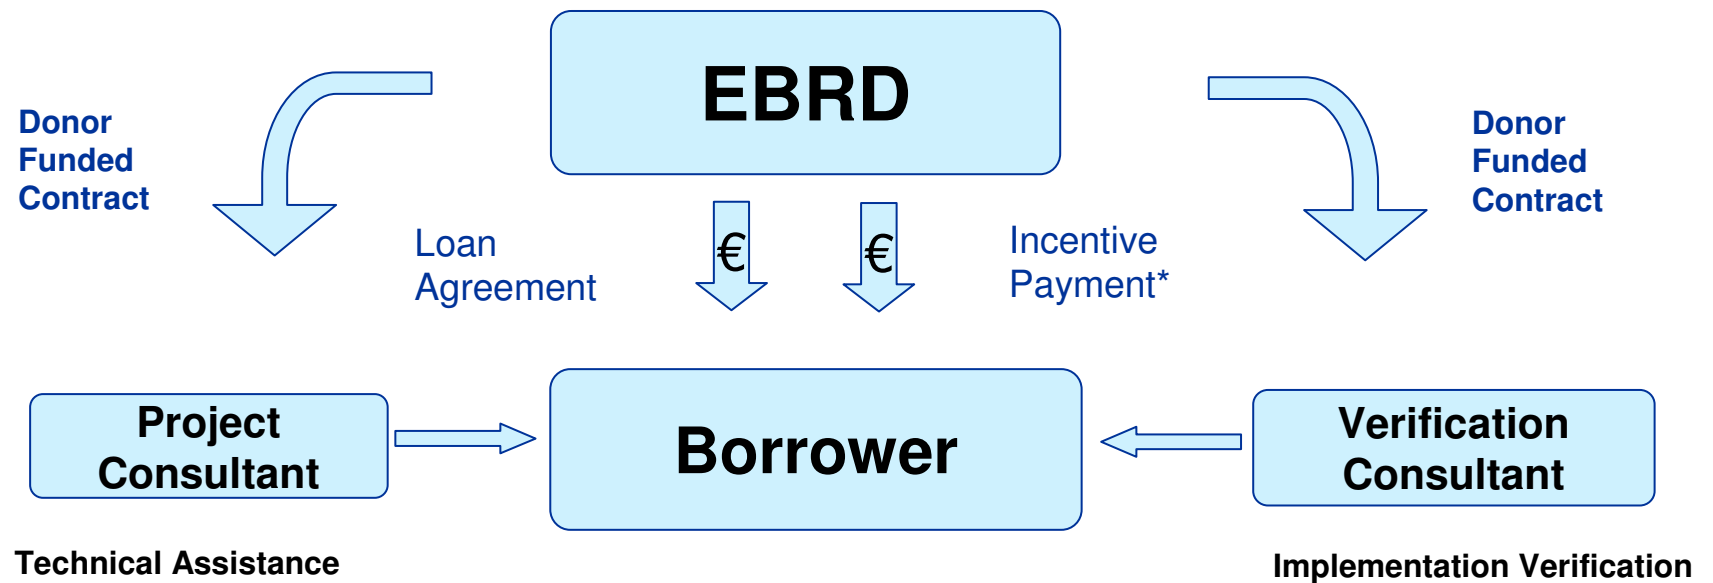 EBRD
Donor
Funded
Contract
Donor
Funded
Contract
Loan
Agreement
€
€
Incentive
Payment*
Project
Consultant
Borrower
Verification
Consultant
Technical Assistance
Implementation Verification